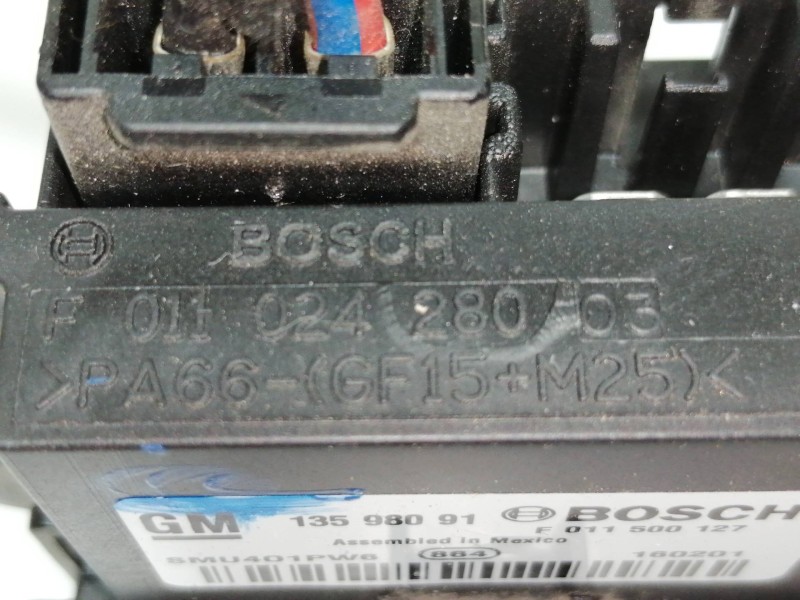 BOSCH
F 011 024 280/03
>PA66-(GF15+M25)<
GM 135 980 91 BOSCH
F 011 500 127
Assembled in Mexico
SMU401PW6 664 160201